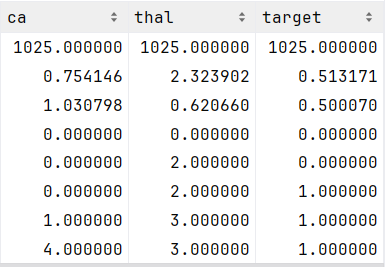 ca thal target
1025.000000 1025.000000 1025.000000
0.754146 2.323902 0.513171
1.030798 0.620660 0.500070
0.000000 0.000000 0.000000
0.000000 2.000000 0.000000
0.000000 2.000000 1.000000
1.000000 3.000000 1.000000
4.000000 3.000000 1.000000